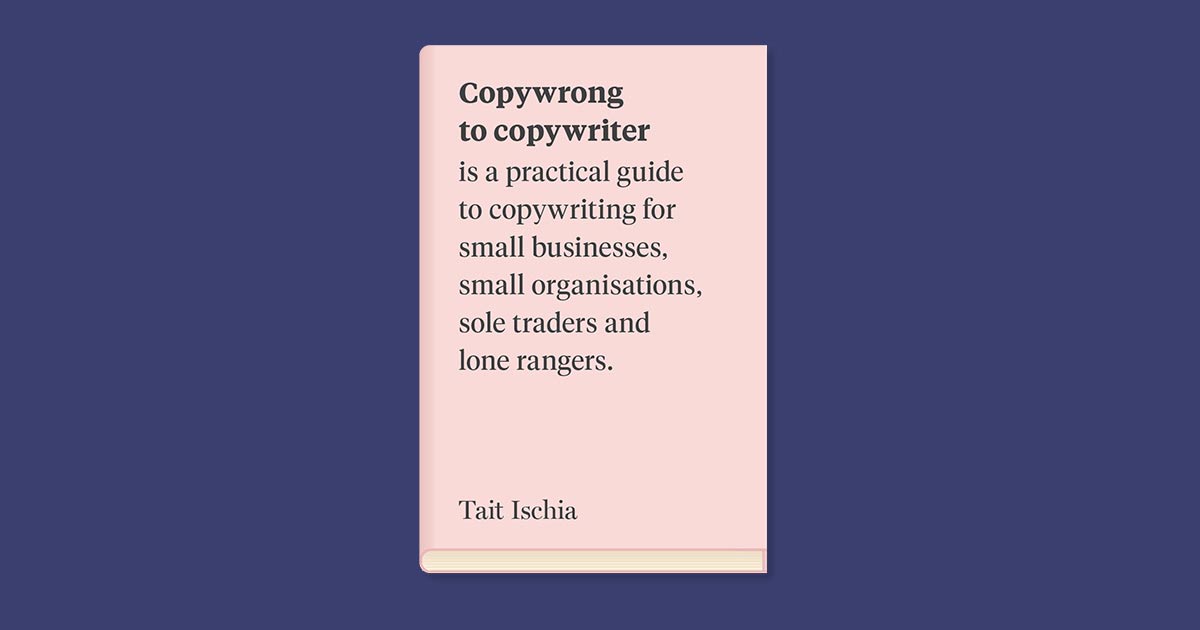 Copywrong
to copywriter
is a practical guide
to copywriting for
small businesses,
small organisations,
sole traders and
lone rangers.
Tait Ischia